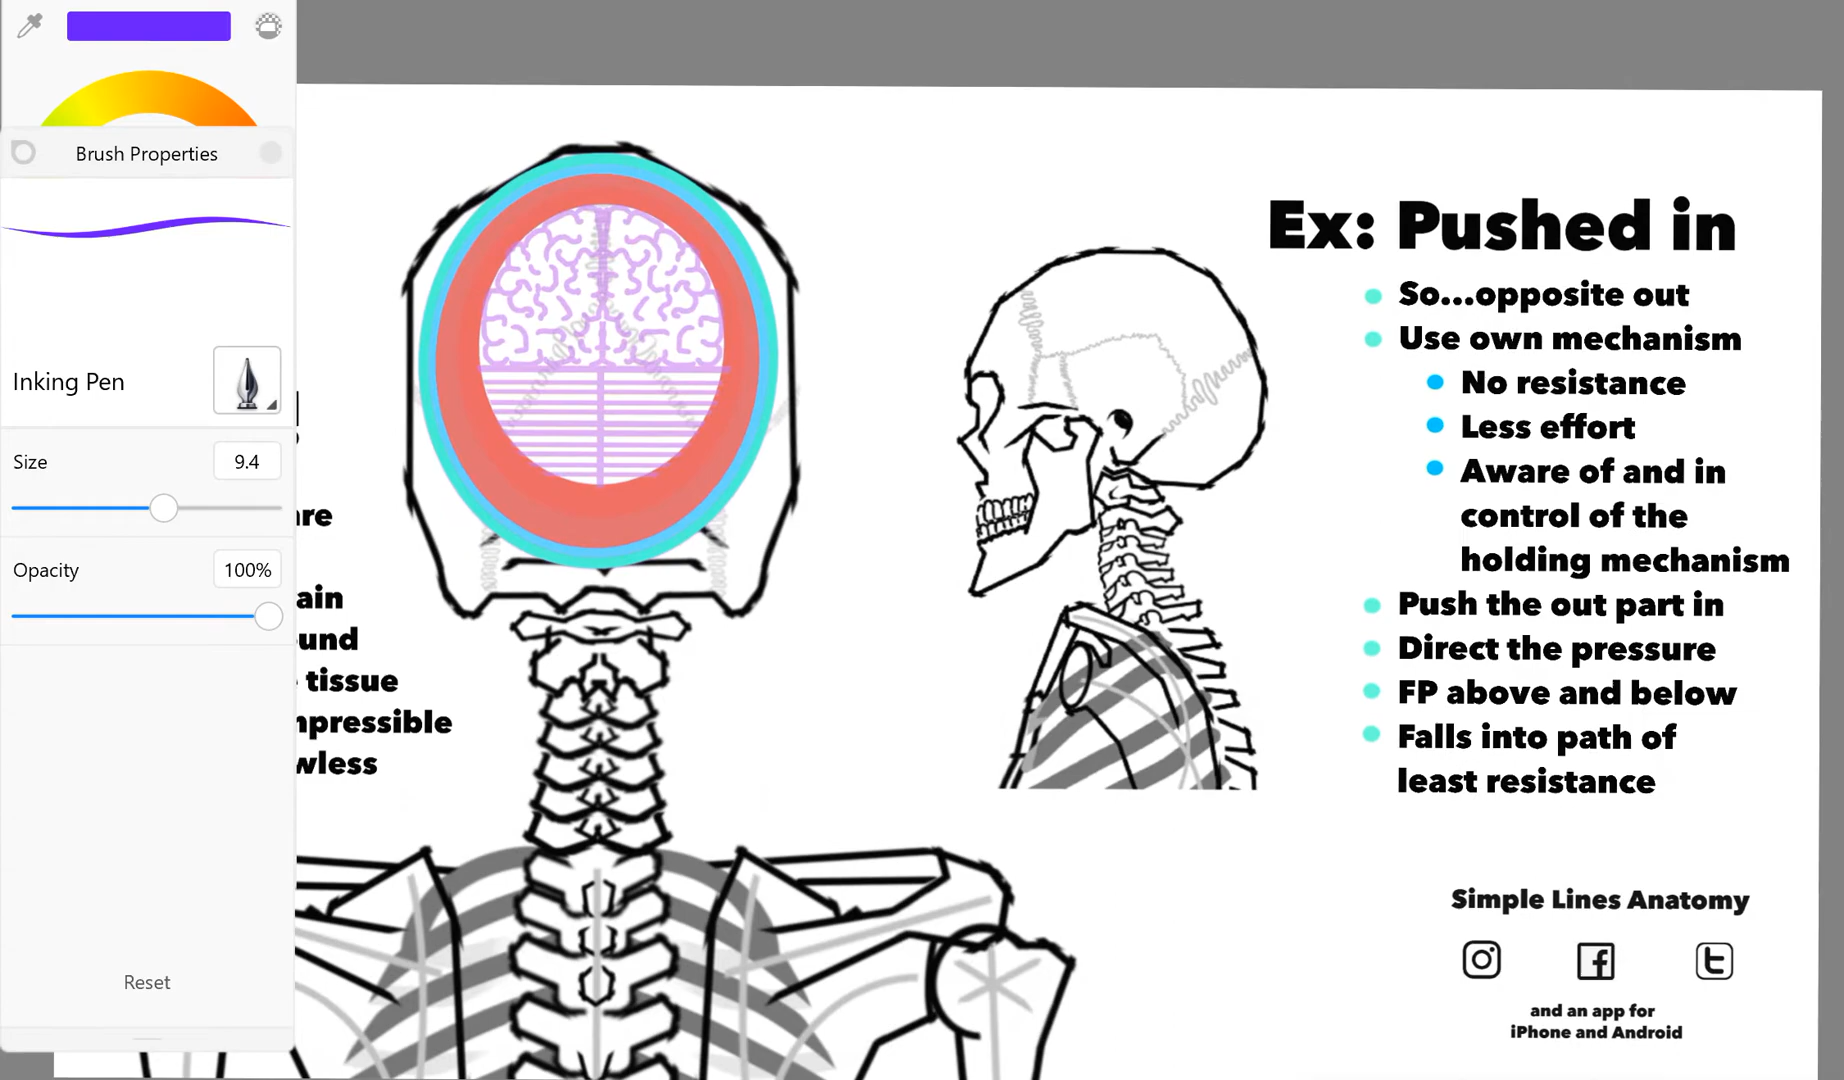 Brush Properties
Inking Pen
Size 9.4
Opacity 100%
Reset
tissue
Ex: Pushed in
So...opposite out
Use own mechanism
No resistance
Less effort
Aware of and in
control of the
holding mechanism
Push the out part in
Direct the pressure
FP above and below
Falls into path of
least resistance
Simple Lines Anatomy
and an app for
iPhone and Android